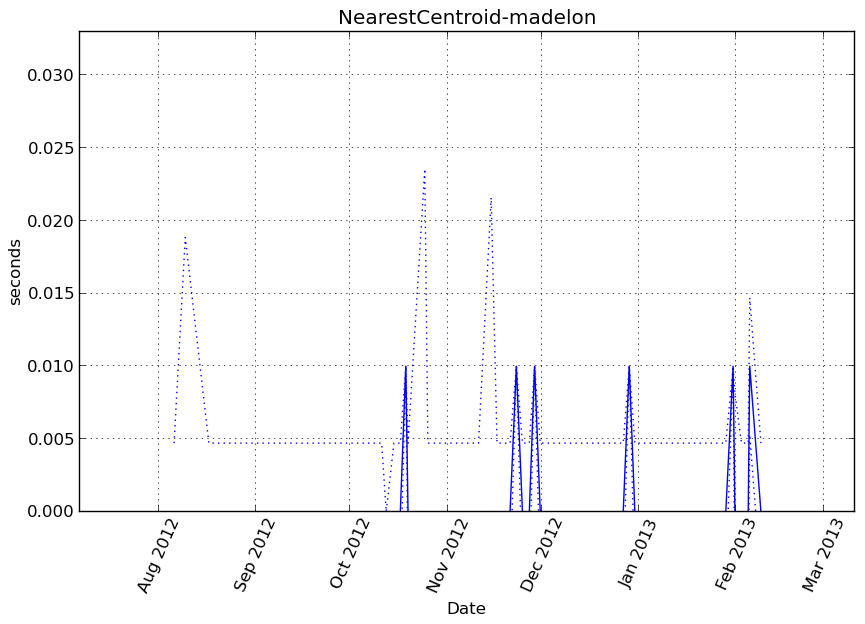 NearestCentroid-madelon
0.030
0.025
0.020
0.015
0.010
0.005
0.000
seconds
Aug 2012
Sep 2012
Oct 2012
Nov 2012
Dec 2012
Jan 2013
Feb 2013
Mar 2013
Date